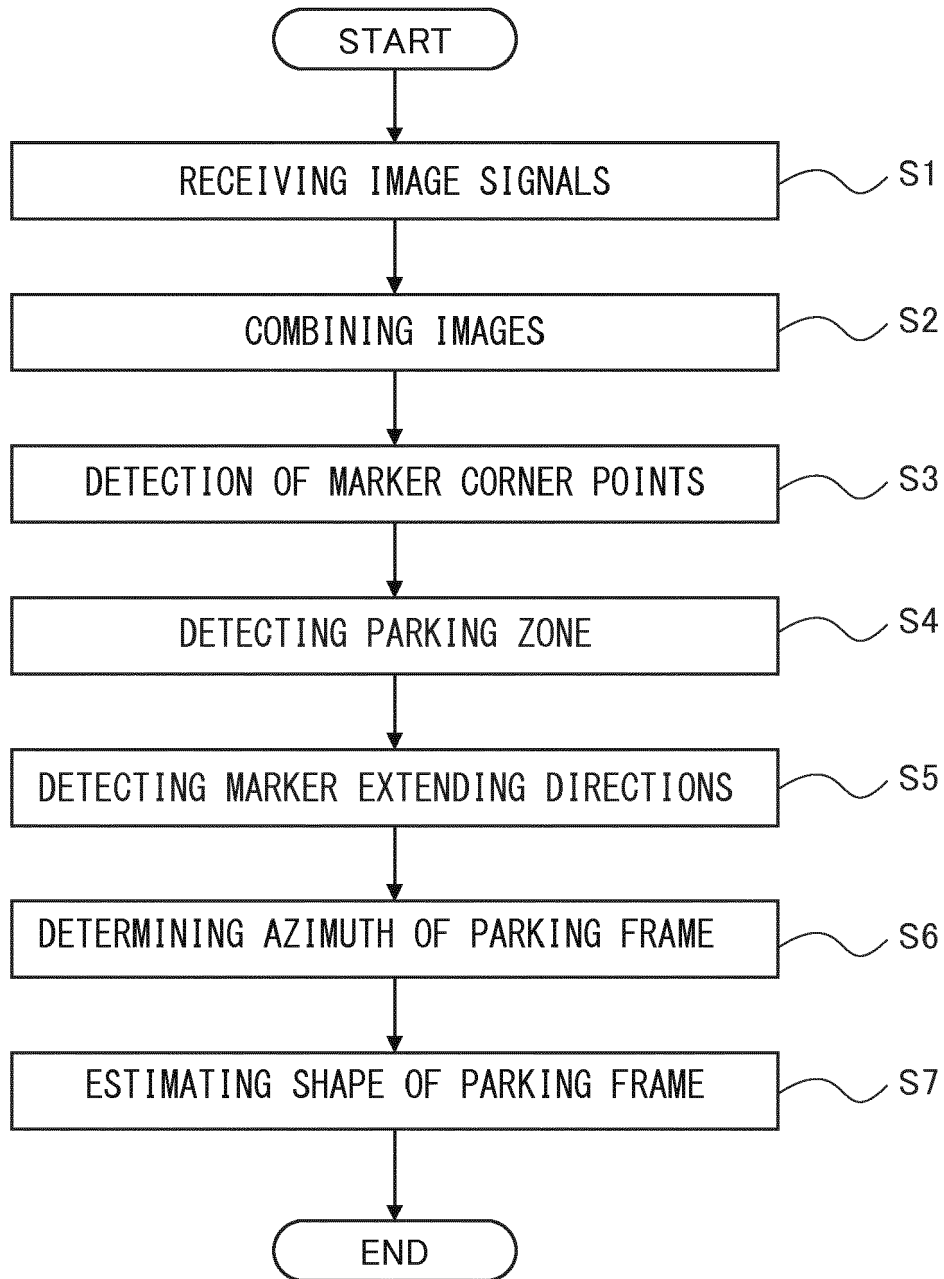 START
RECEIVING IMAGE SIGNALS
S1
COMBINING IMAGES
S2
DETECTION OF MARKER CORNER POINTS
S3
DETECTING PARKING ZONE
S4
DETECTING MARKER EXTENDING DIRECTIONS
S5
DETERMINING AZIMUTH OF PARKING FRAME
S6
ESTIMATING SHAPE OF PARKING FRAME
S7
END